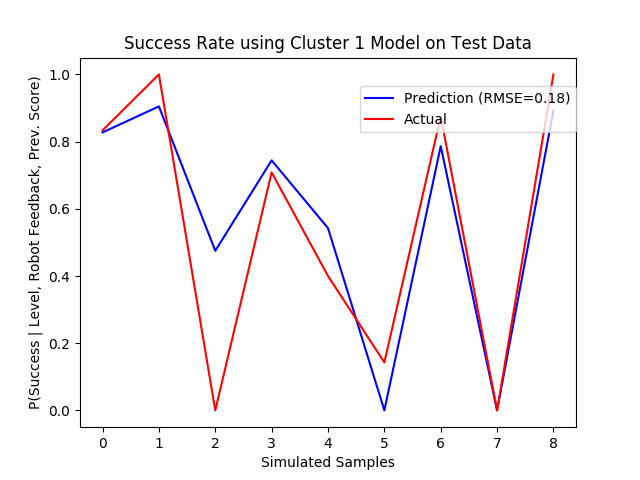 Success Rate using Cluster 1 Model on Test Data
P(Success | Level, Robot Feedback, Prev. Score)
1.0
0.8
0.6
0.4
0.2
0.0
Prediction (RMSE=0.18)
Actual
0 1 2 3 4 5 6 7 8
Simulated Samples